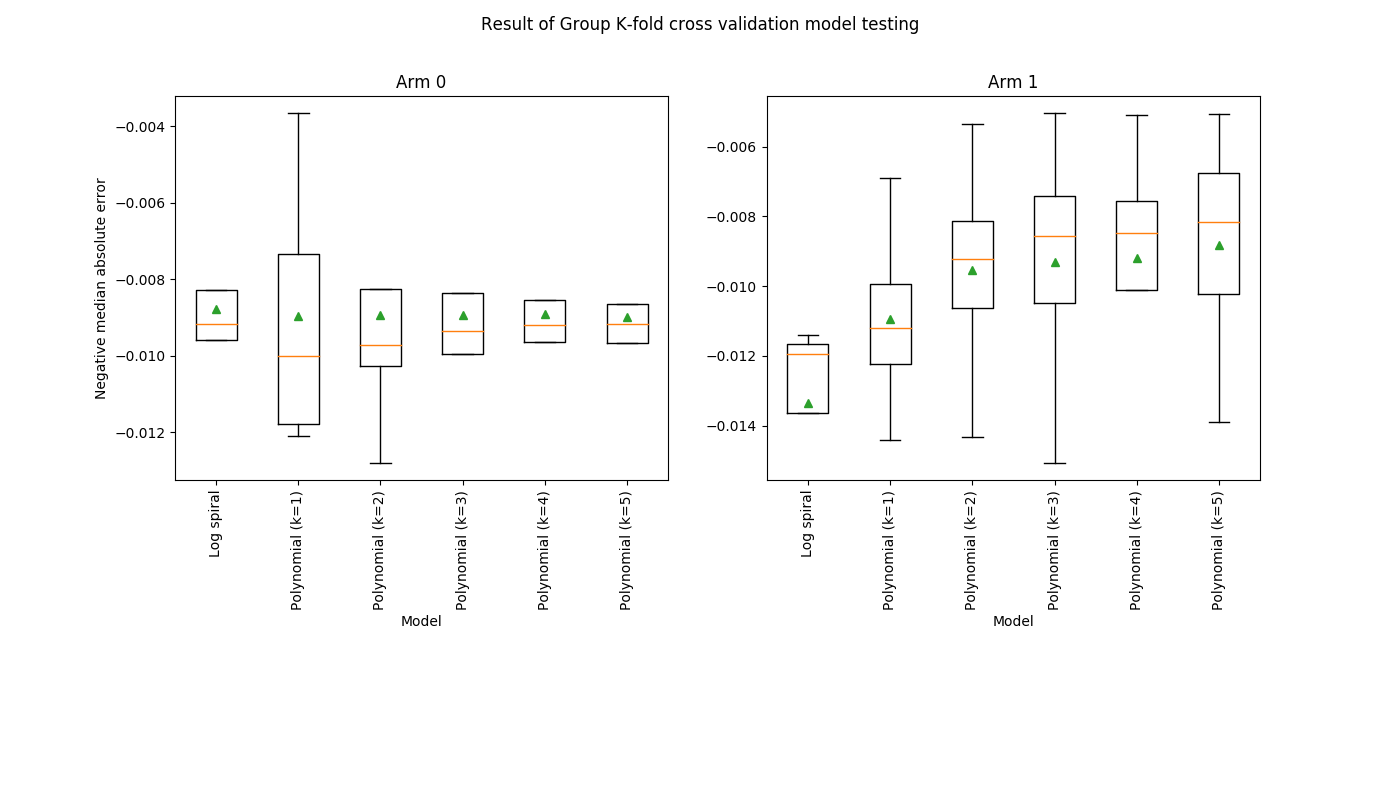 Result of Group K-fold cross validation model testing
Arm 0
Negative median absolute error
−0.004
−0.006
−0.008
−0.010
−0.012
Log spiral
Polynomial (k=1)
Polynomial (k=2)
Polynomial (k=3)
Polynomial (k=4)
Polynomial (k=5)
Model
Arm 1
−0.006
−0.008
−0.010
−0.012
−0.014
Log spiral
Polynomial (k=1)
Polynomial (k=2)
Polynomial (k=3)
Polynomial (k=4)
Polynomial (k=5)
Model